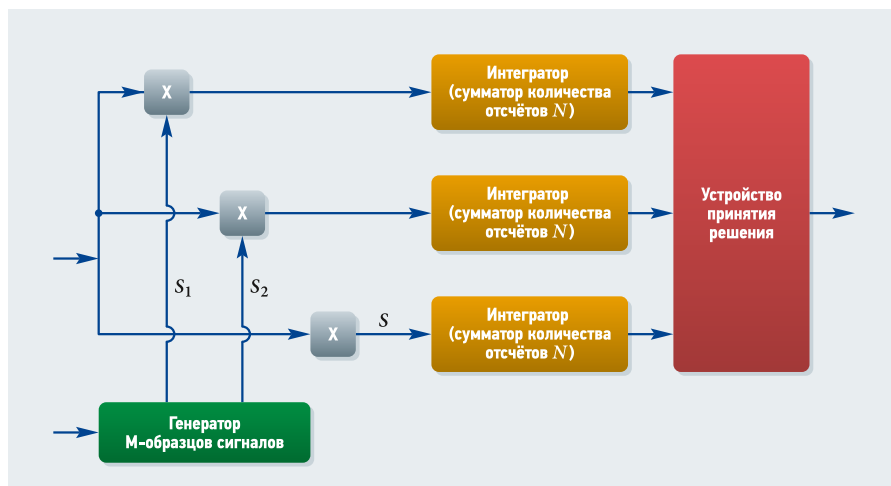 X
Интегратор
(сумматор количества
отсчётов N)
X
Интегратор
(сумматор количества
отсчётов N)
Устройство
принятия
решения
S₁
S₂
X
S
Интегратор
(сумматор количества
отсчётов N)
Генератор
М-образцов сигналов